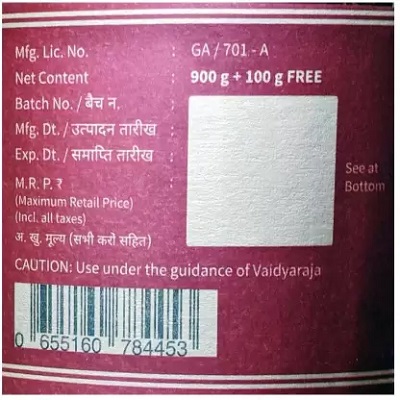 Mfg. Lic. No. : GA / 701 - A
Net Content : 900 g + 100 g FREE
Batch No. / बैच न. :
Mfg. Dt. / उत्पादन तारीख :
Exp. Dt. / समाप्ति तारीख :
M.R. P. ₹ :
(Maximum Retail Price)
(Incl. all taxes)
अ. खु. मूल्य (सभी करो सहित)
See at
Bottom
CAUTION: Use under the guidance of Vaidyaraja
0 655160 784453